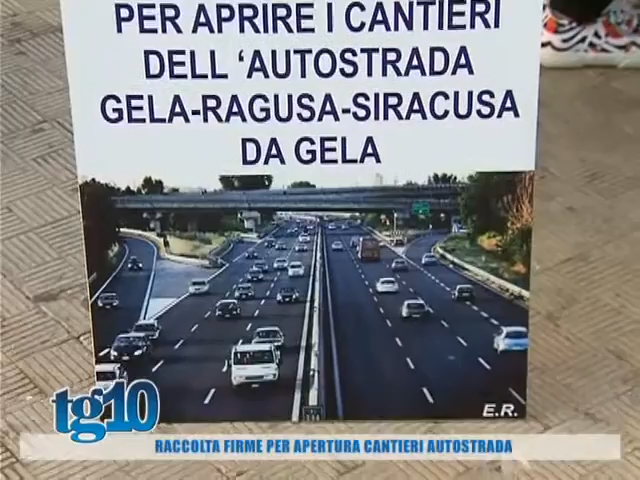 PER APRIRE I CANTIERI
DELL 'AUTOSTRADA
GELA-RAGUSA-SIRACUSA
DA GELA
E.R.
tg10
RACCOLTA FIRME PER APERTURA CANTIERI AUTOSTRADA